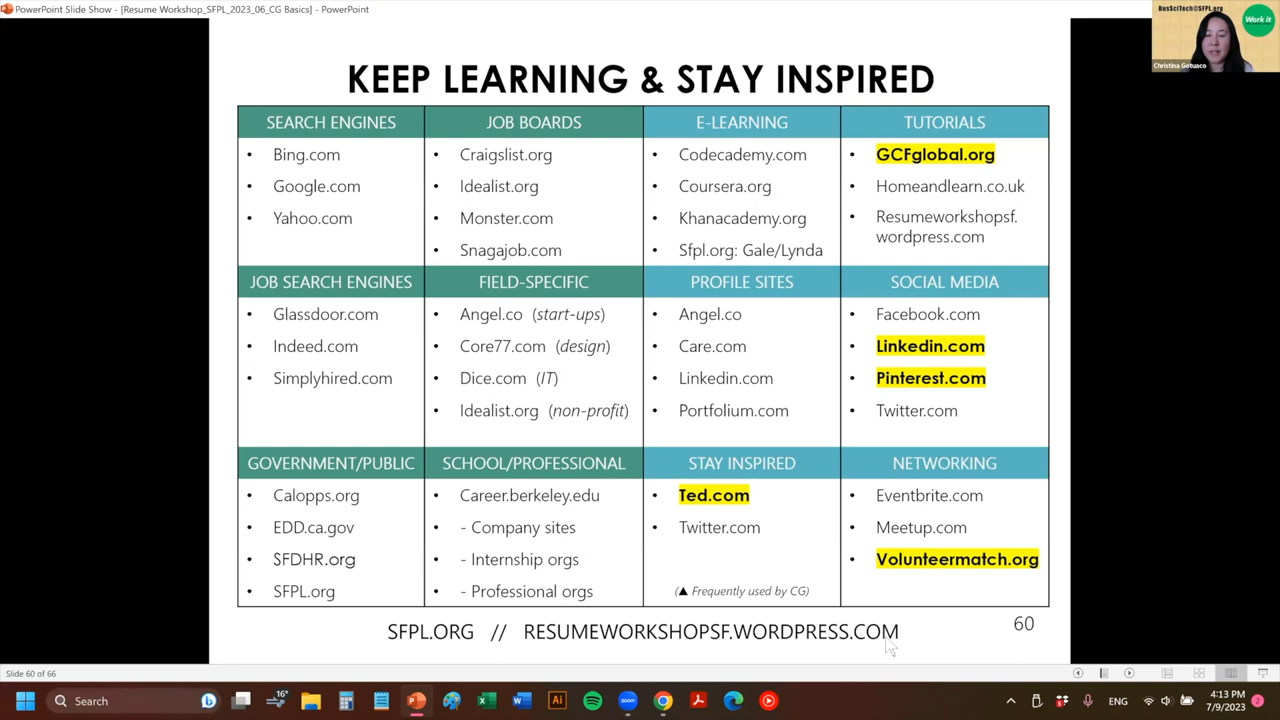 PowerPoint Slide Show - [Resume Workshop_SFPL_2023_06_CG Basics] - PowerPoint
BusSciTech@SFPL.org
Work it
Christina Gotuaco
KEEP LEARNING & STAY INSPIRED
SEARCH ENGINES
• Bing.com
• Google.com
• Yahoo.com
JOB BOARDS
• Craigslist.org
• Idealist.org
• Monster.com
• Snagajob.com
E-LEARNING
• Codecademy.com
• Coursera.org
• Khanacademy.org
• Sfpl.org: Gale/Lynda
TUTORIALS
• GCFglobal.org
• Homeandlearn.co.uk
• Resumeworkshopsf.
wordpress.com
JOB SEARCH ENGINES
• Glassdoor.com
• Indeed.com
• Simplyhired.com
FIELD-SPECIFIC
• Angel.co (start-ups)
• Core77.com (design)
• Dice.com (IT)
• Idealist.org (non-profit)
PROFILE SITES
• Angel.co
• Care.com
• Linkedin.com
• Portfolium.com
SOCIAL MEDIA
• Facebook.com
• Linkedin.com
• Pinterest.com
• Twitter.com
GOVERNMENT/PUBLIC
• Calopps.org
• EDD.ca.gov
• SFDHR.org
• SFPL.org
SCHOOL/PROFESSIONAL
• Career.berkeley.edu
• - Company sites
• - Internship orgs
• - Professional orgs
STAY INSPIRED
• Ted.com
• Twitter.com
(▲ Frequently used by CG)
NETWORKING
• Eventbrite.com
• Meetup.com
• Volunteermatch.org
SFPL.ORG // RESUMEWORKSHOPSF.WORDPRESS.COM
60
Slide 60 of 66
Search
16°
ENG
4:13 PM
7/9/2023
2